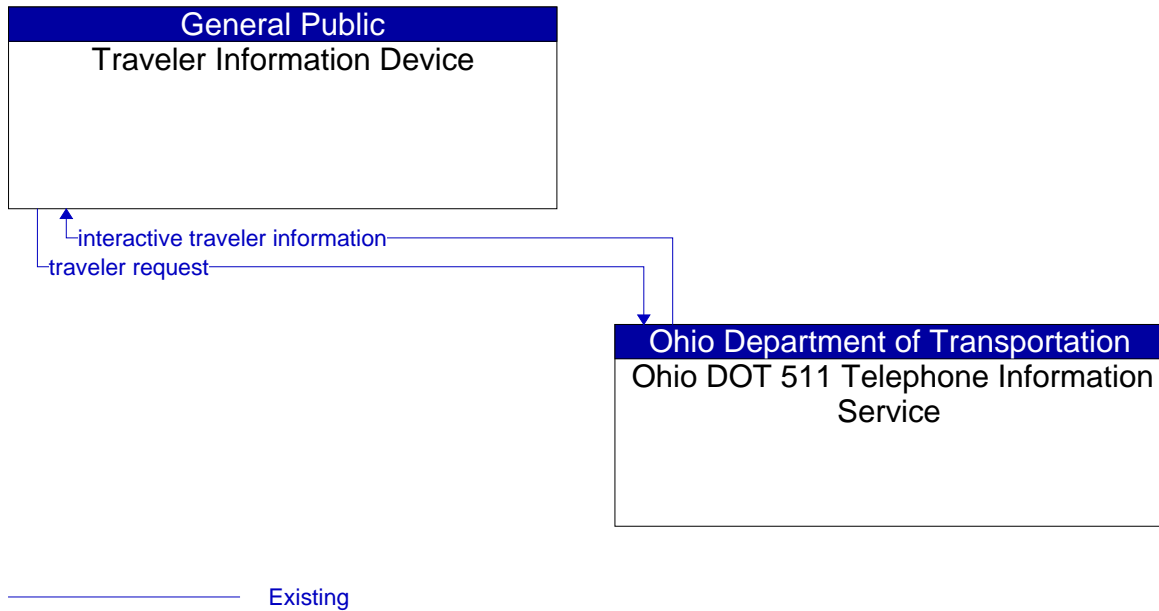 General Public
Traveler Information Device
interactive traveler information
traveler request
Ohio Department of Transportation
Ohio DOT 511 Telephone Information
Service
Existing